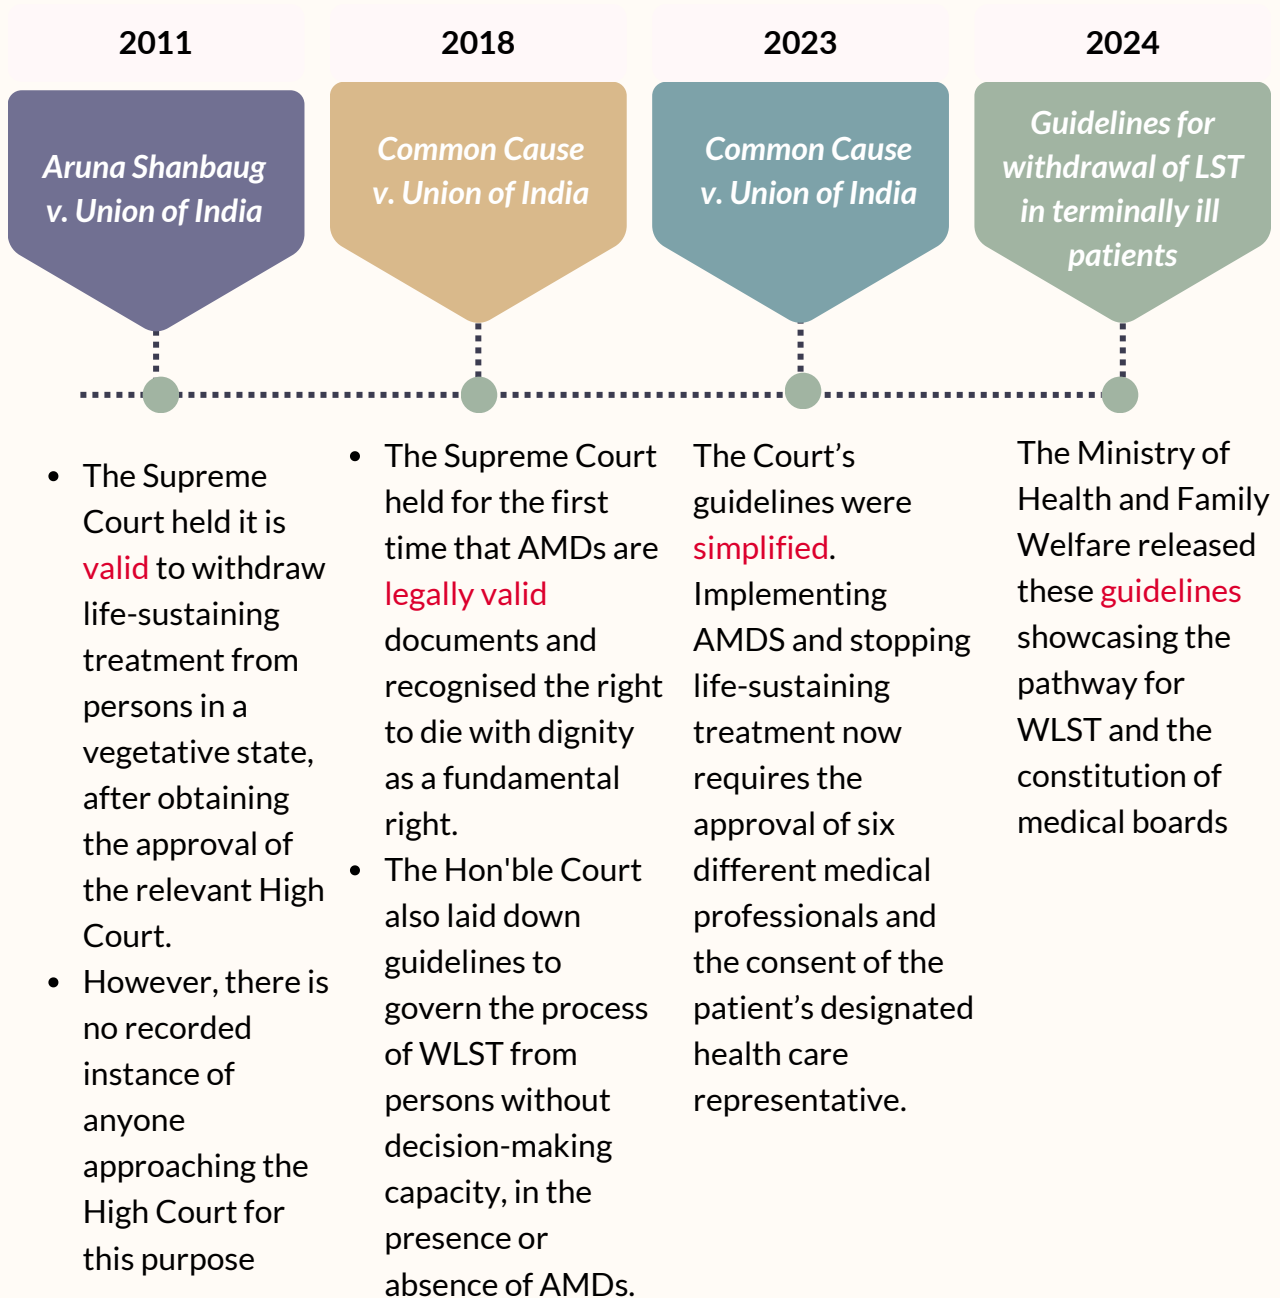 2011
Aruna Shanbaug
v. Union of India
• The Supreme
Court held it is
valid to withdraw
life-sustaining
treatment from
persons in a
vegetative state,
after obtaining
the approval of
the relevant High
Court.
• However, there is
no recorded
instance of
anyone
approaching the
High Court for
this purpose
2018
Common Cause
v. Union of India
• The Supreme Court
held for the first
time that AMDs are
legally valid
documents and
recognised the right
to die with dignity
as a fundamental
right.
• The Hon'ble Court
also laid down
guidelines to
govern the process
of WLST from
persons without
decision-making
capacity, in the
presence or
absence of AMDs.
2023
Common Cause
v. Union of India
The Court’s
guidelines were
simplified.
Implementing
AMDS and stopping
life-sustaining
treatment now
requires the
approval of six
different medical
professionals and
the consent of the
patient’s designated
health care
representative.
2024
Guidelines for
withdrawal of LST
in terminally ill
patients
The Ministry of
Health and Family
Welfare released
these guidelines
showcasing the
pathway for
WLST and the
constitution of
medical boards